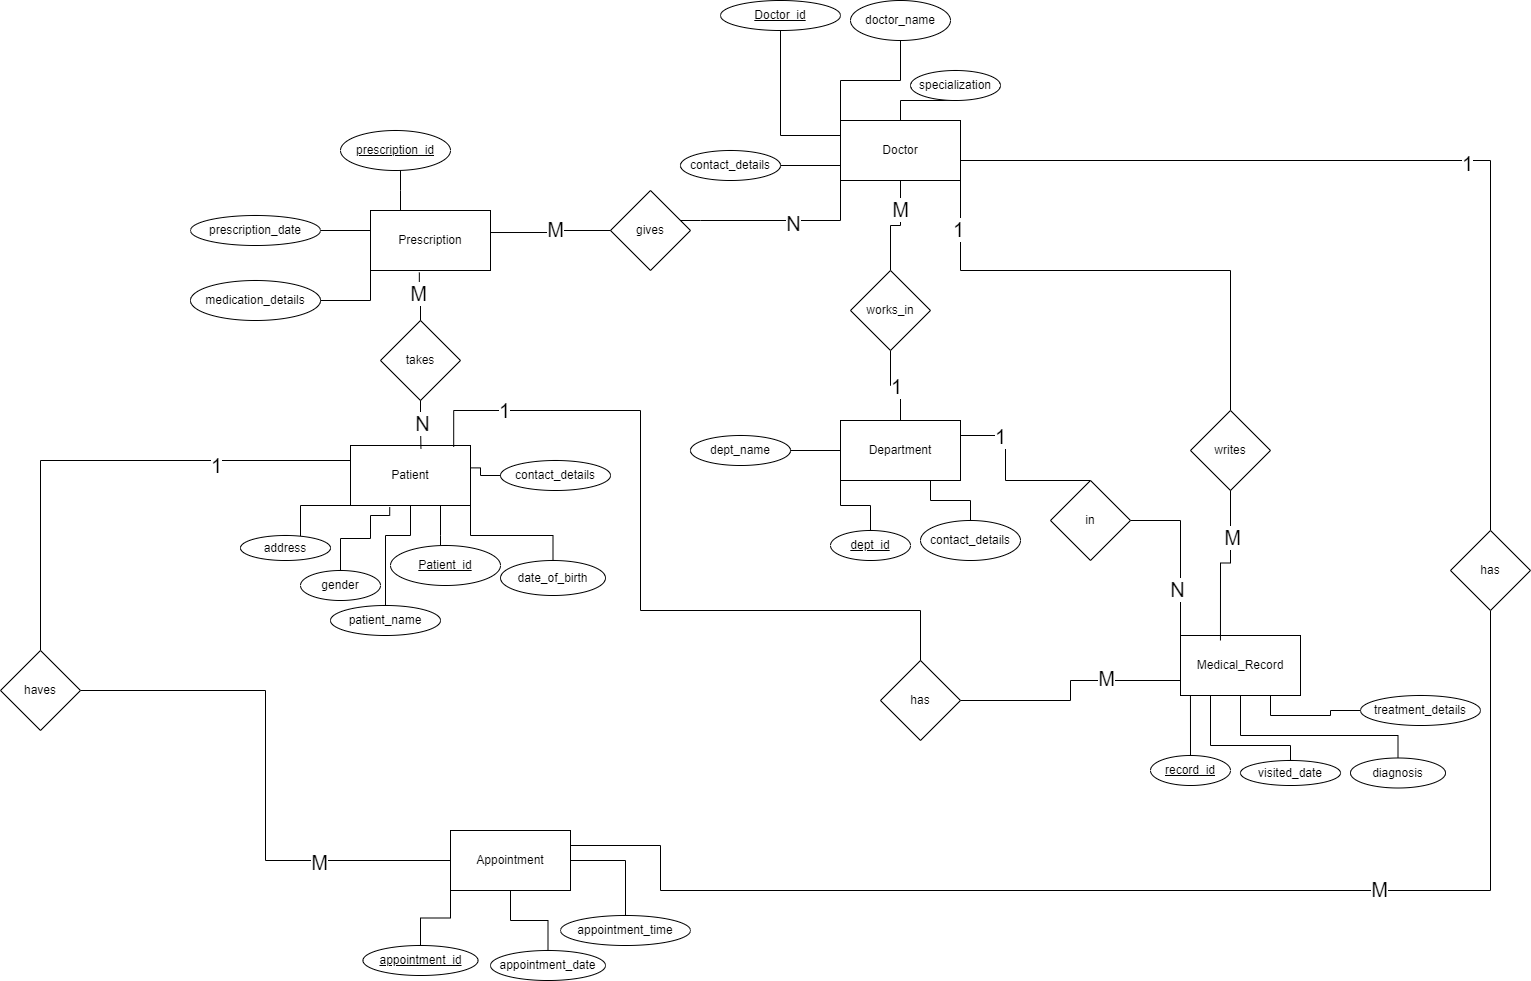 Doctor_id
doctor_name
specialization
Doctor
contact_details
1
prescription_id
prescription_date
Prescription
M
gives
N
M
1
medication_details
M
works_in
takes
1
N
1
Patient
contact_details
1
dept_name
Department
1
writes
address
gender
patient_name
Patient_id
date_of_birth
dept_id
contact_details
in
M
has
N
Medical_Record
haves
has
M
treatment_details
record_id
visited_date
diagnosis
M
Appointment
M
appointment_id
appointment_date
appointment_time